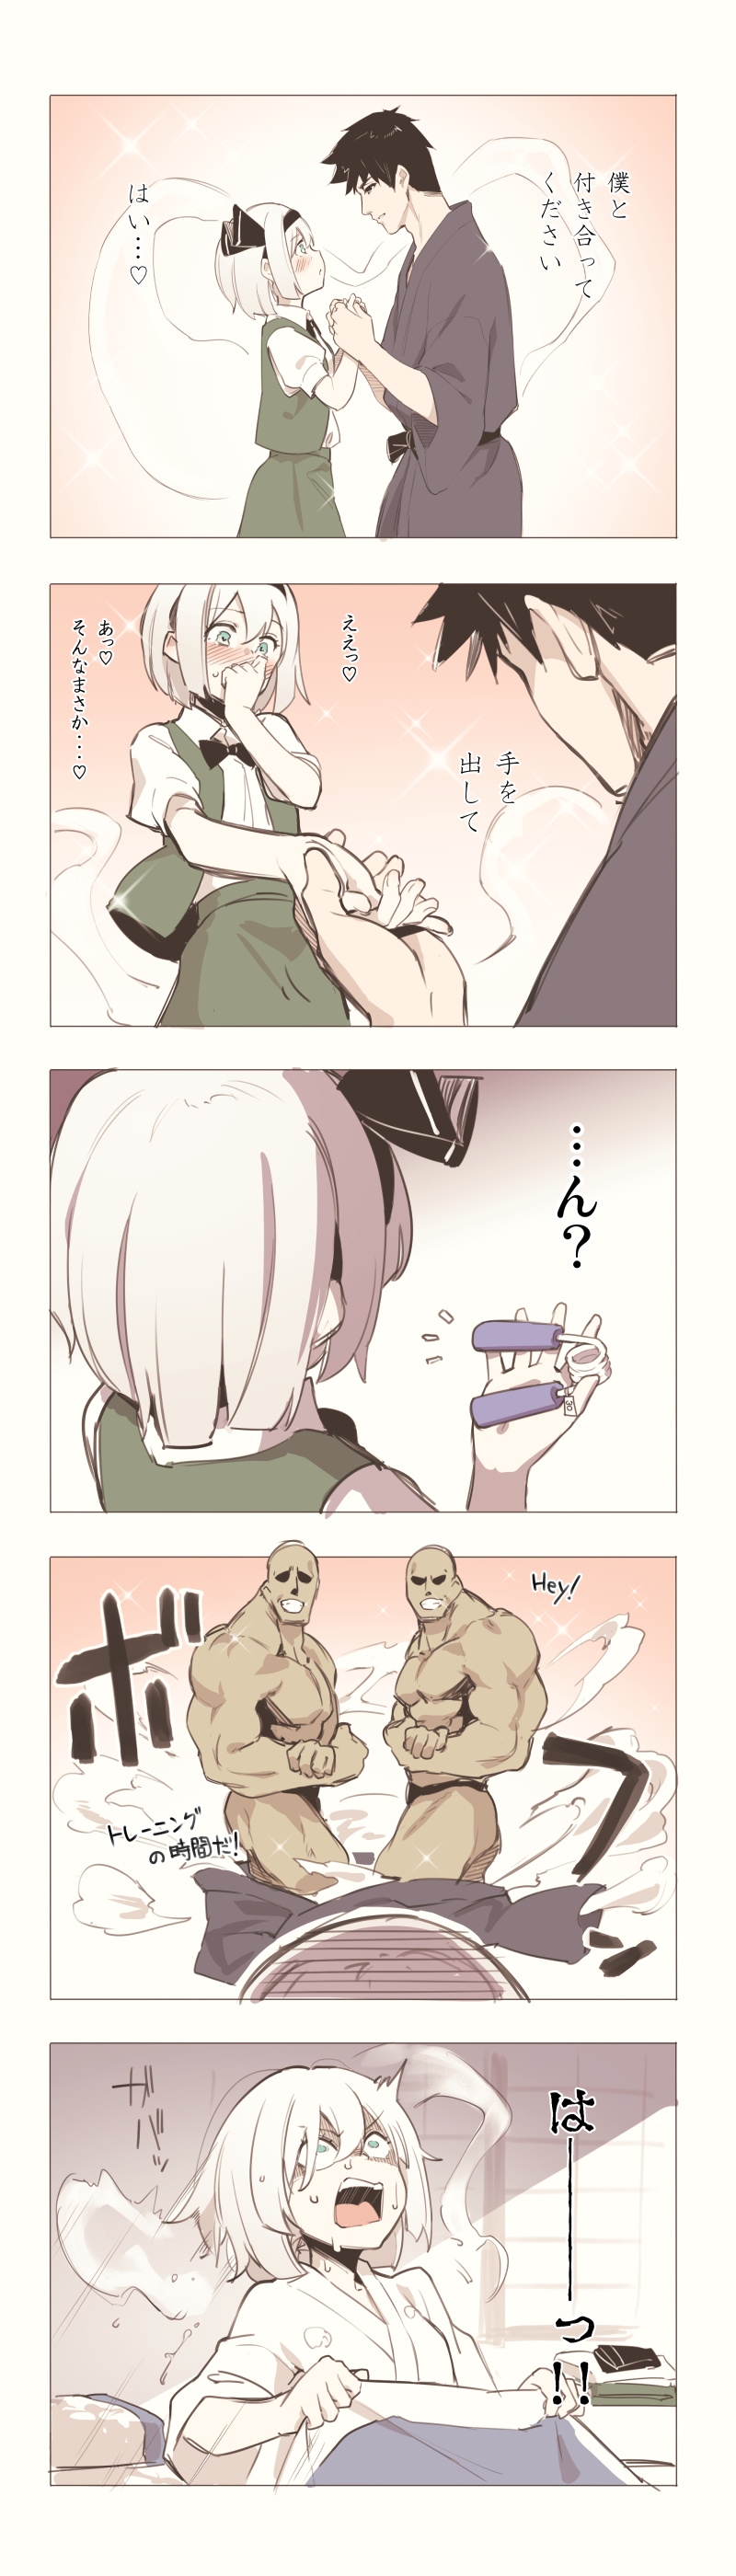 僕と
付き合って
ください
はい…♡
ええっ♡
手を
出して
あっ♡
そんなまさか…♡
…ん？
30
Hey!
ボフ
トレーニング
の時間だ!
は――っ!!
ガバッ